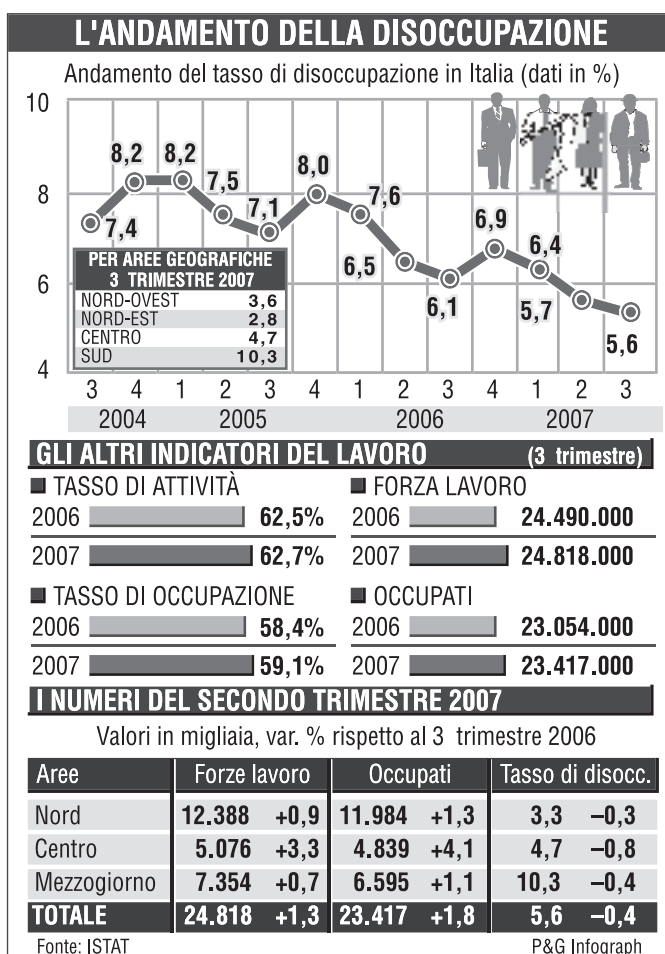 L'ANDAMENTO DELLA DISOCCUPAZIONE
Andamento del tasso di disoccupazione in Italia (dati in %)
10
8
6
4
7,4
8,2
8,2
7,5
7,1
8,0
7,6
6,5
6,1
6,9
6,4
5,7
5,6
PER AREE GEOGRAFICHE
3 TRIMESTRE 2007
NORD-OVEST 3,6
NORD-EST 2,8
CENTRO 4,7
SUD 10,3
3 4 1 2 3 4 1 2 3 4 1 2 3
2004 2005 2006 2007
GLI ALTRI INDICATORI DEL LAVORO (3 trimestre)
TASSO DI ATTIVITÀ
2006 62,5%
2007 62,7%
FORZA LAVORO
2006 24.490.000
2007 24.818.000
TASSO DI OCCUPAZIONE
2006 58,4%
2007 59,1%
OCCUPATI
2006 23.054.000
2007 23.417.000
I NUMERI DEL SECONDO TRIMESTRE 2007
Valori in migliaia, var. % rispetto al 3 trimestre 2006
Aree Forze lavoro Occupati Tasso di disocc.
Nord 12.388 +0,9 11.984 +1,3 3,3 –0,3
Centro 5.076 +3,3 4.839 +4,1 4,7 –0,8
Mezzogiorno 7.354 +0,7 6.595 +1,1 10,3 –0,4
TOTALE 24.818 +1,3 23.417 +1,8 5,6 –0,4
Fonte: ISTAT P&G Infograph